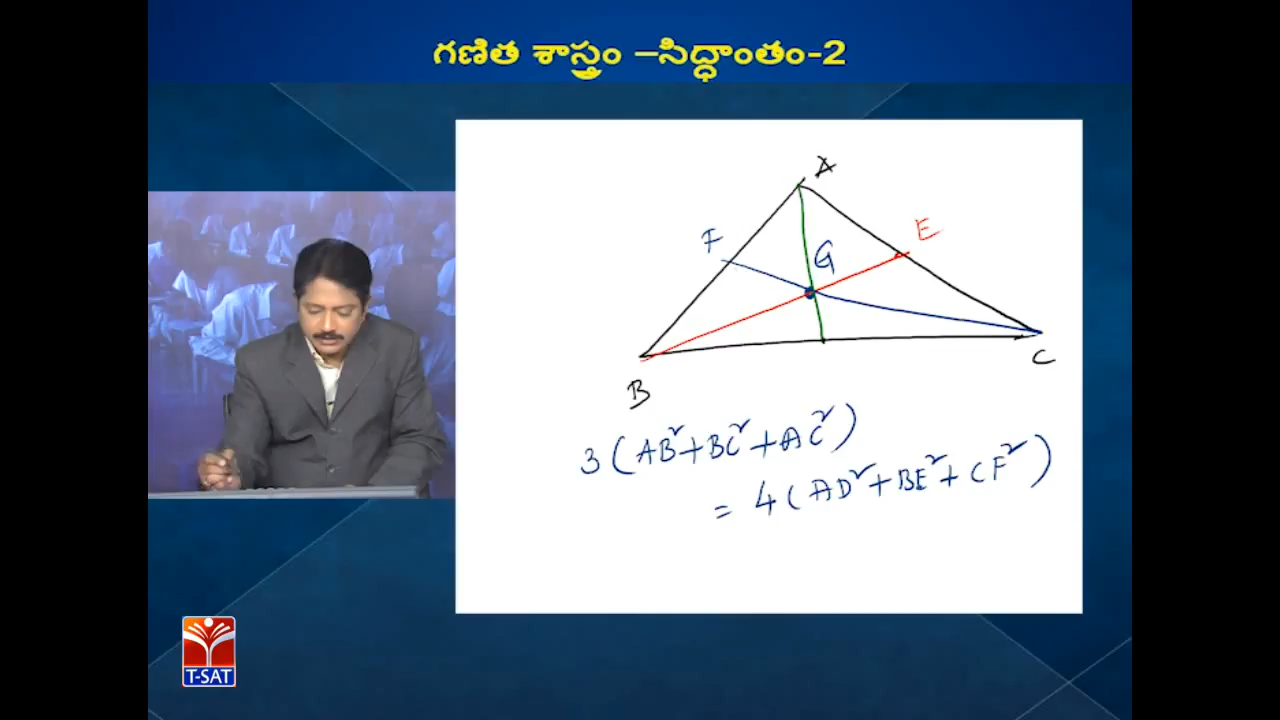 గణిత శాస్త్రం –సిద్ధాంతం-2
A
F
G
E
B
C
3(AB²+BC²+AC²)
= 4(AD²+BE²+CF²)
T-SAT